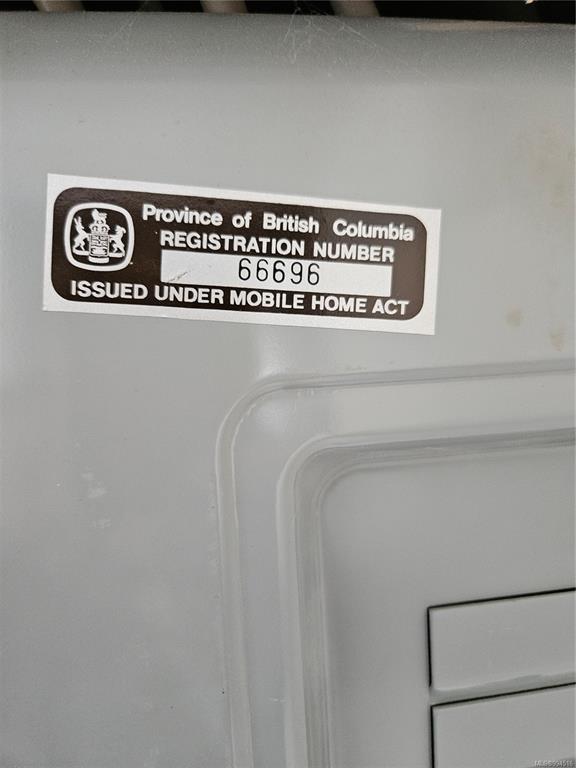 Province of British Columbia
REGISTRATION NUMBER
66696
ISSUED UNDER MOBILE HOME ACT